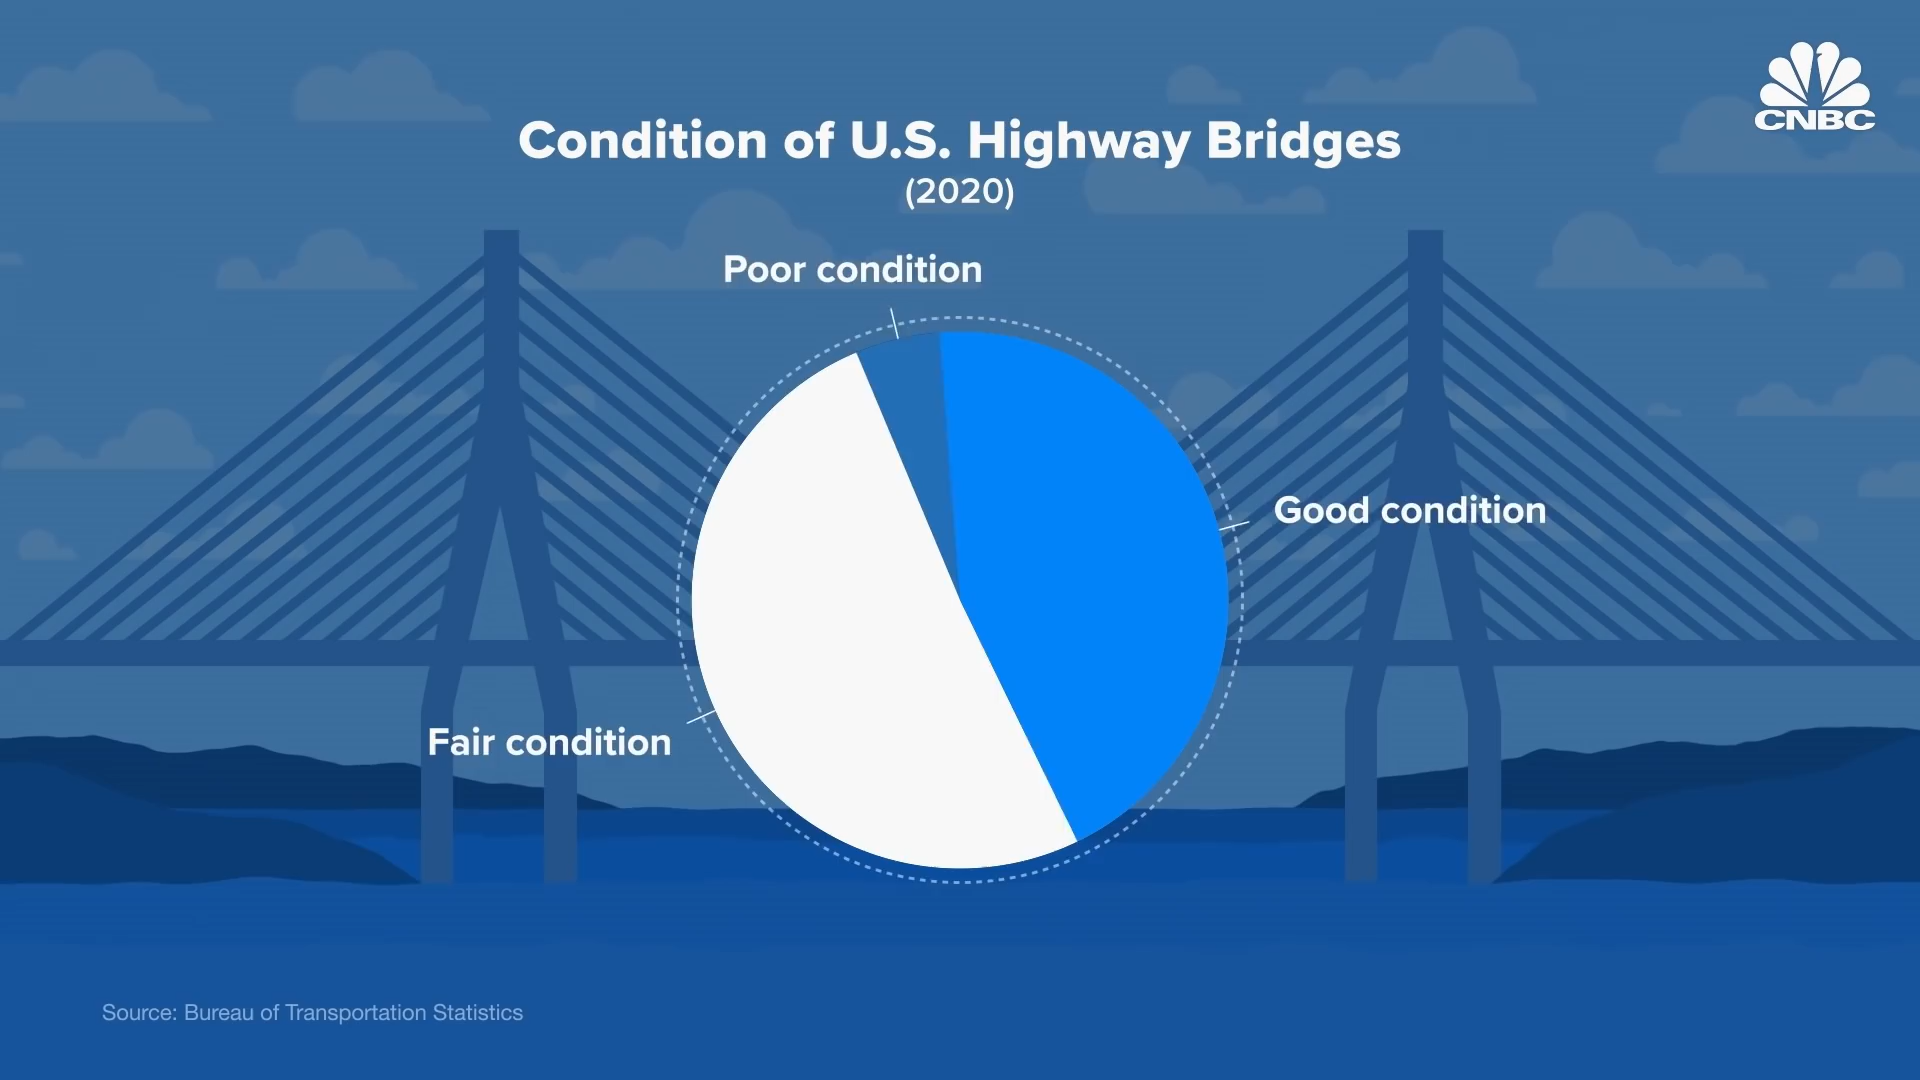 CNBC
Condition of U.S. Highway Bridges
(2020)
Poor condition
Good condition
Fair condition
Source: Bureau of Transportation Statistics